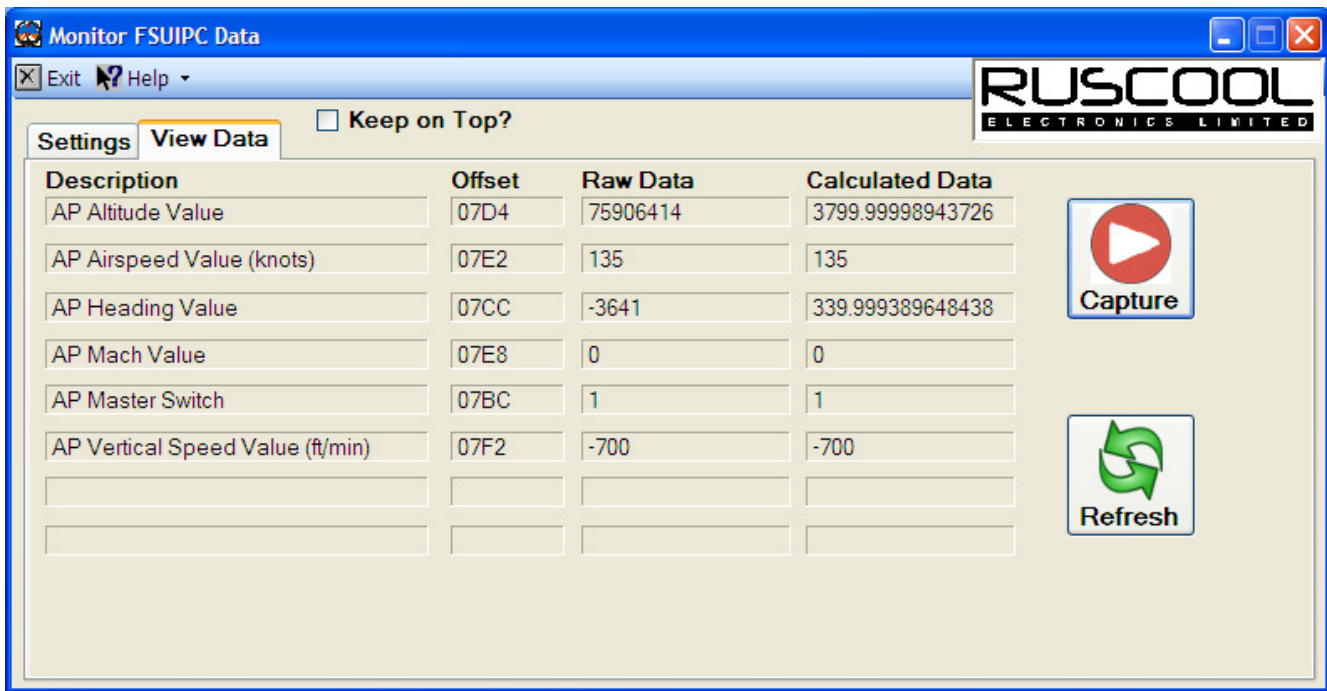 Monitor FSUIPC Data
Exit Help
RUSCOOL
ELECTRONICS LIMITED
Keep on Top?
Settings View Data
Description Offset Raw Data Calculated Data
AP Altitude Value 07D4 75906414 3799.99998943726
AP Airspeed Value (knots) 07E2 135 135
AP Heading Value 07CC -3641 339.999389648438
Capture
AP Mach Value 07E8 0 0
AP Master Switch 07BC 1 1
AP Vertical Speed Value (ft/min) 07F2 -700 -700
Refresh